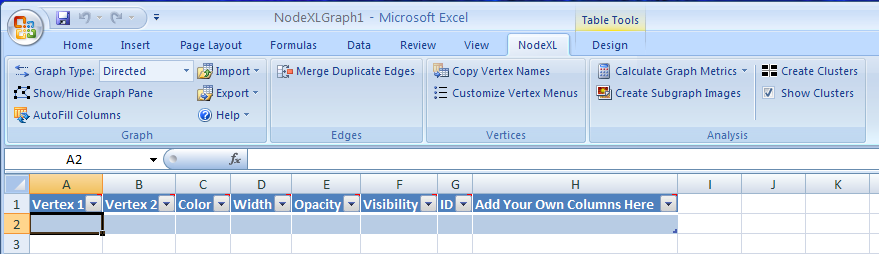 NodeXLGraph1 - Microsoft Excel
Table Tools
Home Insert Page Layout Formulas Data Review View NodeXL Design
Graph Type: Directed Import Merge Duplicate Edges Copy Vertex Names Calculate Graph Metrics Create Clusters
Show/Hide Graph Pane Export Customize Vertex Menus Create Subgraph Images Show Clusters
AutoFill Columns Help
Graph Edges Vertices Analysis
A2 fx
A B C D E F G H I J K
1 Vertex 1 Vertex 2 Color Width Opacity Visibility ID Add Your Own Columns Here
2
3